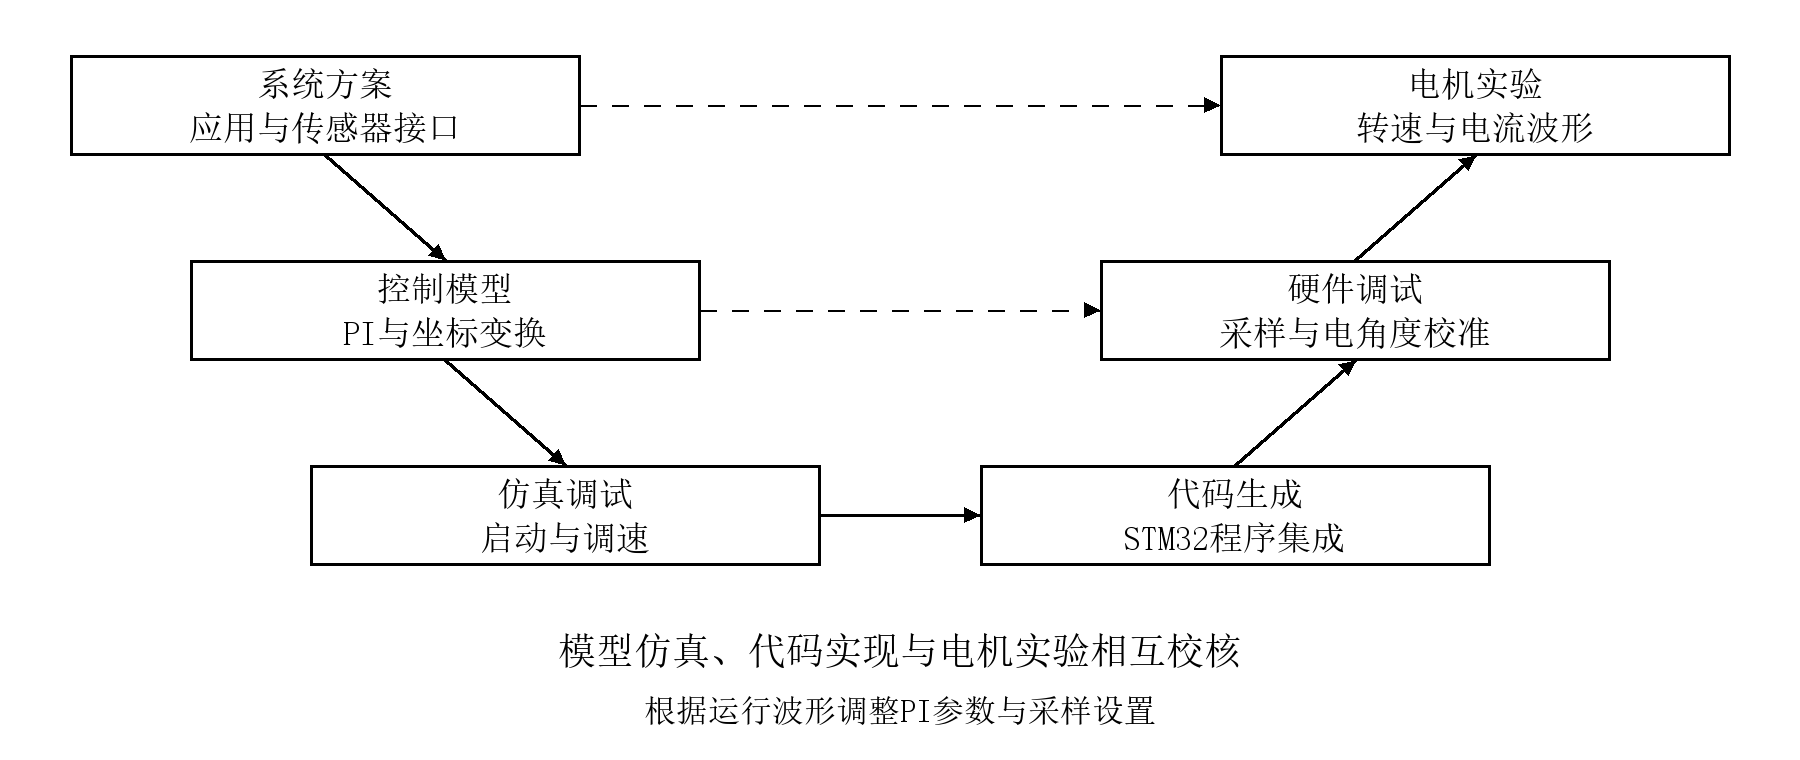 系统方案
应用与传感器接口
电机实验
转速与电流波形
控制模型
PI与坐标变换
硬件调试
采样与电角度校准
仿真调试
启动与调速
代码生成
STM32程序集成
模型仿真、代码实现与电机实验相互校核
根据运行波形调整PI参数与采样设置